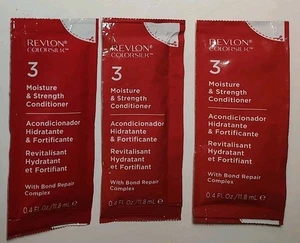 REVLON®
COLORSILK™
3
Moisture
& Strength
Conditioner
Acondicionador
Hidratante
& Fortificante
Revitalisant
Hydratant
et Fortifiant
With Bond Repair
Complex
0.4 Fl. Oz./11.8 mL e
REVLON®
COLORSILK™
3
Moisture
& Strength
Conditioner
Acondicionador
Hidratante
& Fortificante
Revitalisant
Hydratant
et Fortifiant
With Bond Repair
Complex
0.4 Fl. Oz./11.8 mL e
REVLON®
COLORSILK™
3
Moisture
& Strength
Conditioner
Acondicionador
Hidratante
& Fortificante
Revitalisant
Hydratant
et Fortifiant
With Bond Repair
Complex
0.4 Fl. Oz./11.8 mL e